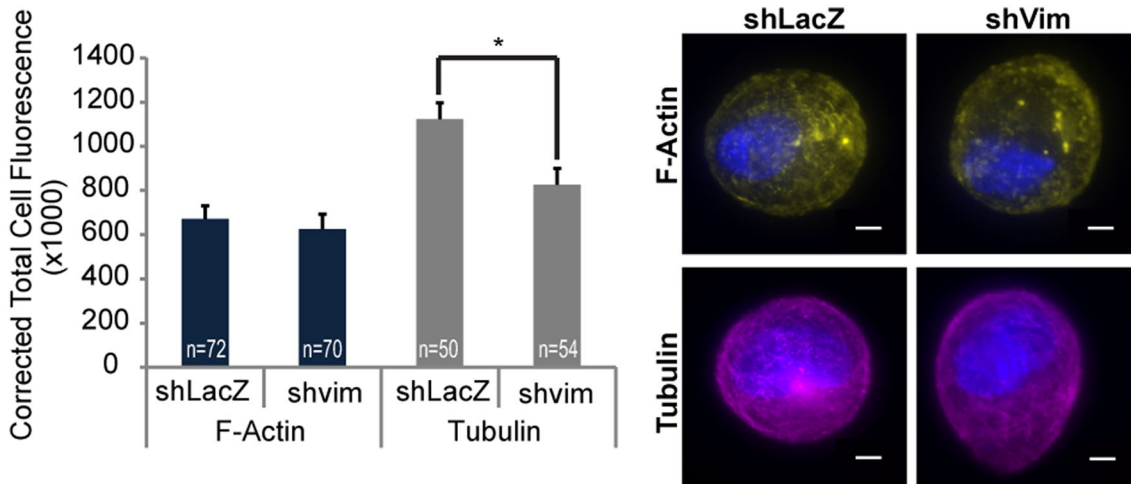 Corrected Total Cell Fluorescence
(x1000)
1400
1200
1000
800
600
400
200
0
*
n=72
n=70
n=50
n=54
shLacZ
shvim
shLacZ
shvim
F-Actin
Tubulin
shLacZ
shVim
F-Actin
Tubulin